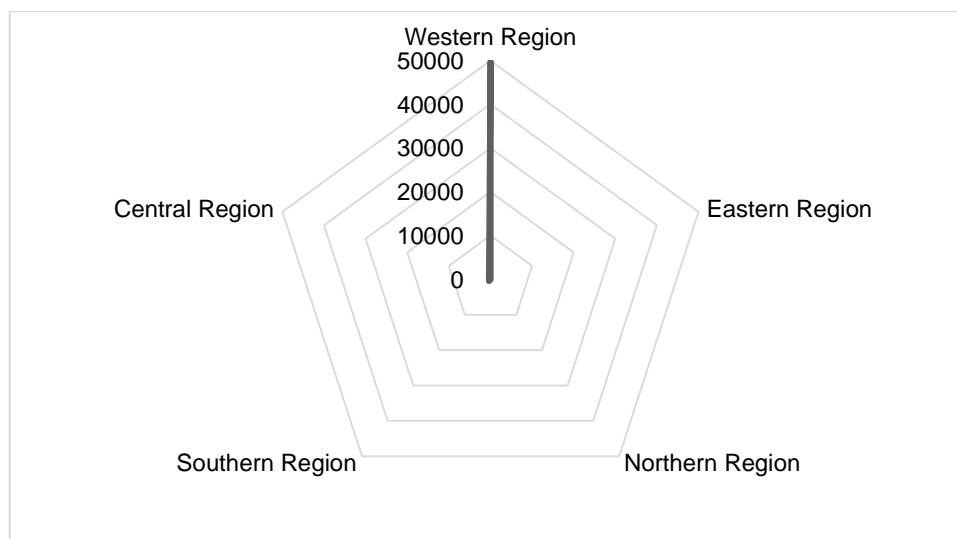 Western Region
50000
40000
30000
20000
10000
0
Central Region
Eastern Region
Southern Region
Northern Region